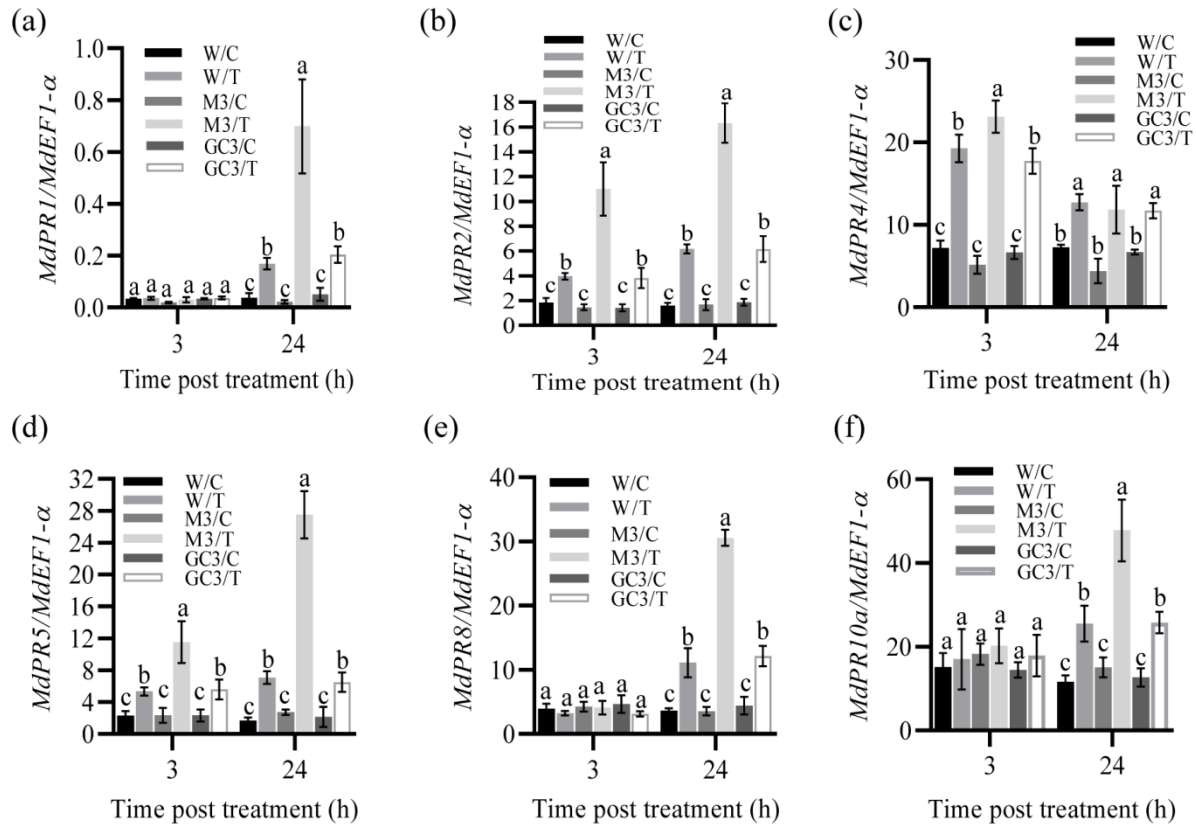 (a)
MdPR1/MdEF1-α
W/C
W/T
M3/C
M3/T
GC3/C
GC3/T
1.0
0.8
0.6
0.4
0.2
0.0
a a a a a a
c b c a c b
3 24
Time post treatment (h)
(b)
MdPR2/MdEF1-α
W/C
W/T
M3/C
M3/T
GC3/C
GC3/T
18
16
14
12
10
8
6
4
2
0
c b c a c b
c b c a c b
3 24
Time post treatment (h)
(c)
MdPR4/MdEF1-α
W/C
W/T
M3/C
M3/T
GC3/C
GC3/T
30
20
10
0
c b c a c b
b a b a b a
3 24
Time post treatment (h)
(d)
MdPR5/MdEF1-α
W/C
W/T
M3/C
M3/T
GC3/C
GC3/T
32
28
24
20
16
12
8
4
0
c b c a c b
c b c a c b
3 24
Time post treatment (h)
(e)
MdPR8/MdEF1-α
W/C
W/T
M3/C
M3/T
GC3/C
GC3/T
40
30
20
10
0
a a a a a a
c b c a c b
3 24
Time post treatment (h)
(f)
MdPR10a/MdEF1-α
W/C
W/T
M3/C
M3/T
GC3/C
GC3/T
60
40
20
0
a a a a a a
c b c a c b
3 24
Time post treatment (h)